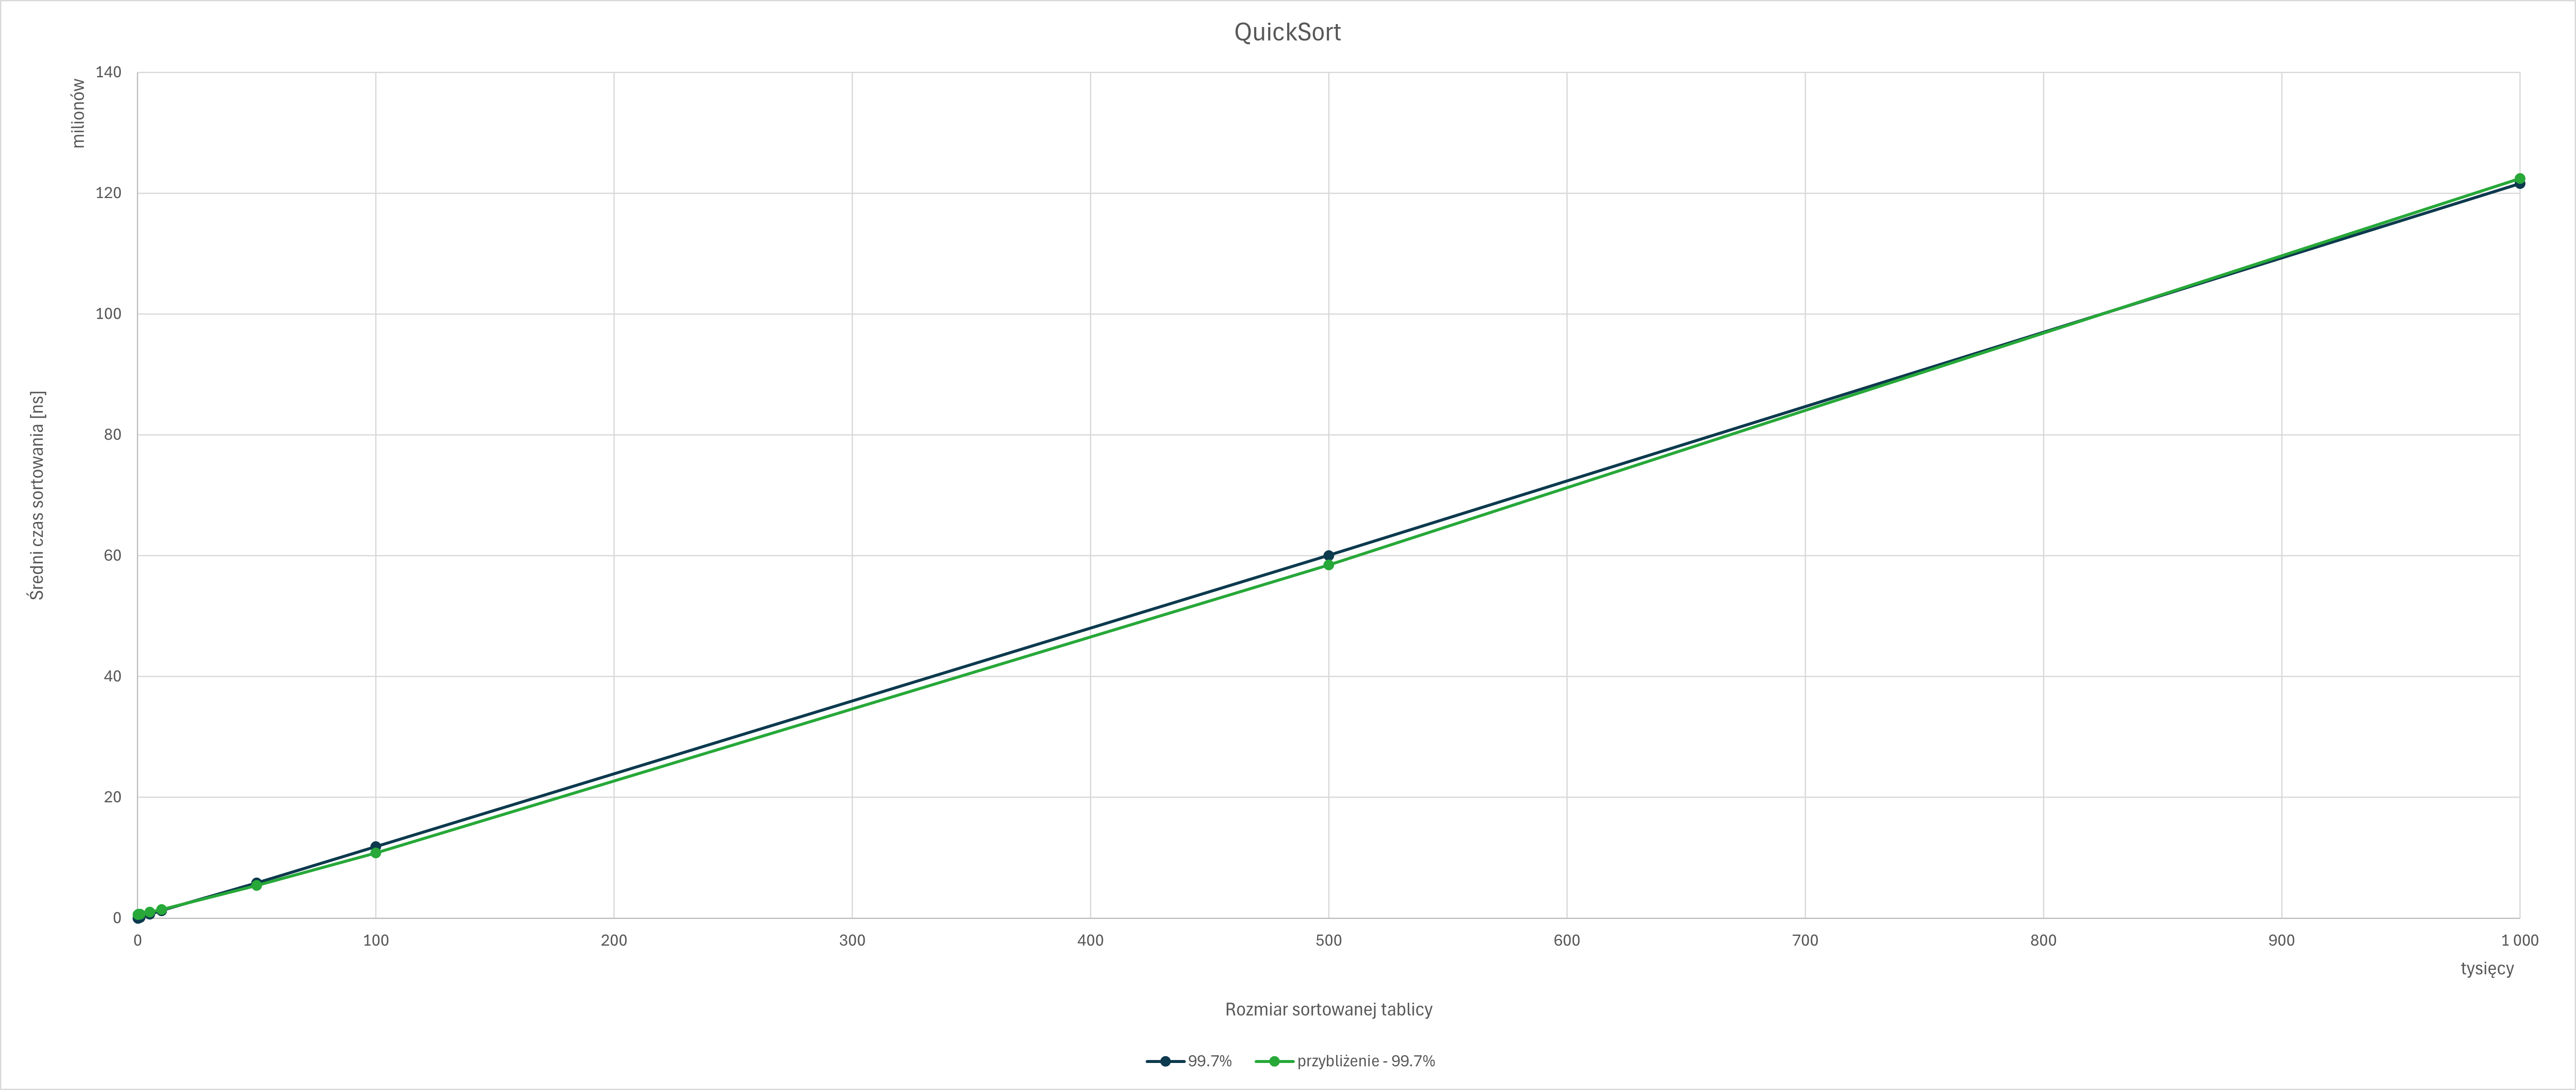 QuickSort
milionów
140
120
100
80
60
40
20
0
Średni czas sortowania [ns]
0 100 200 300 400 500 600 700 800 900 1 000
tysięcy
Rozmiar sortowanej tablicy
99.7% przybliżenie - 99.7%